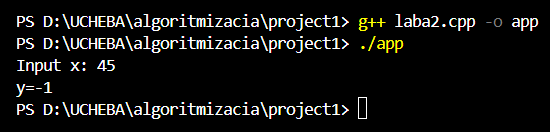 PS D:\UCHEBA\algoritmizacia\project1> g++ laba2.cpp -o app
PS D:\UCHEBA\algoritmizacia\project1> ./app
Input x: 45
y=-1
PS D:\UCHEBA\algoritmizacia\project1>